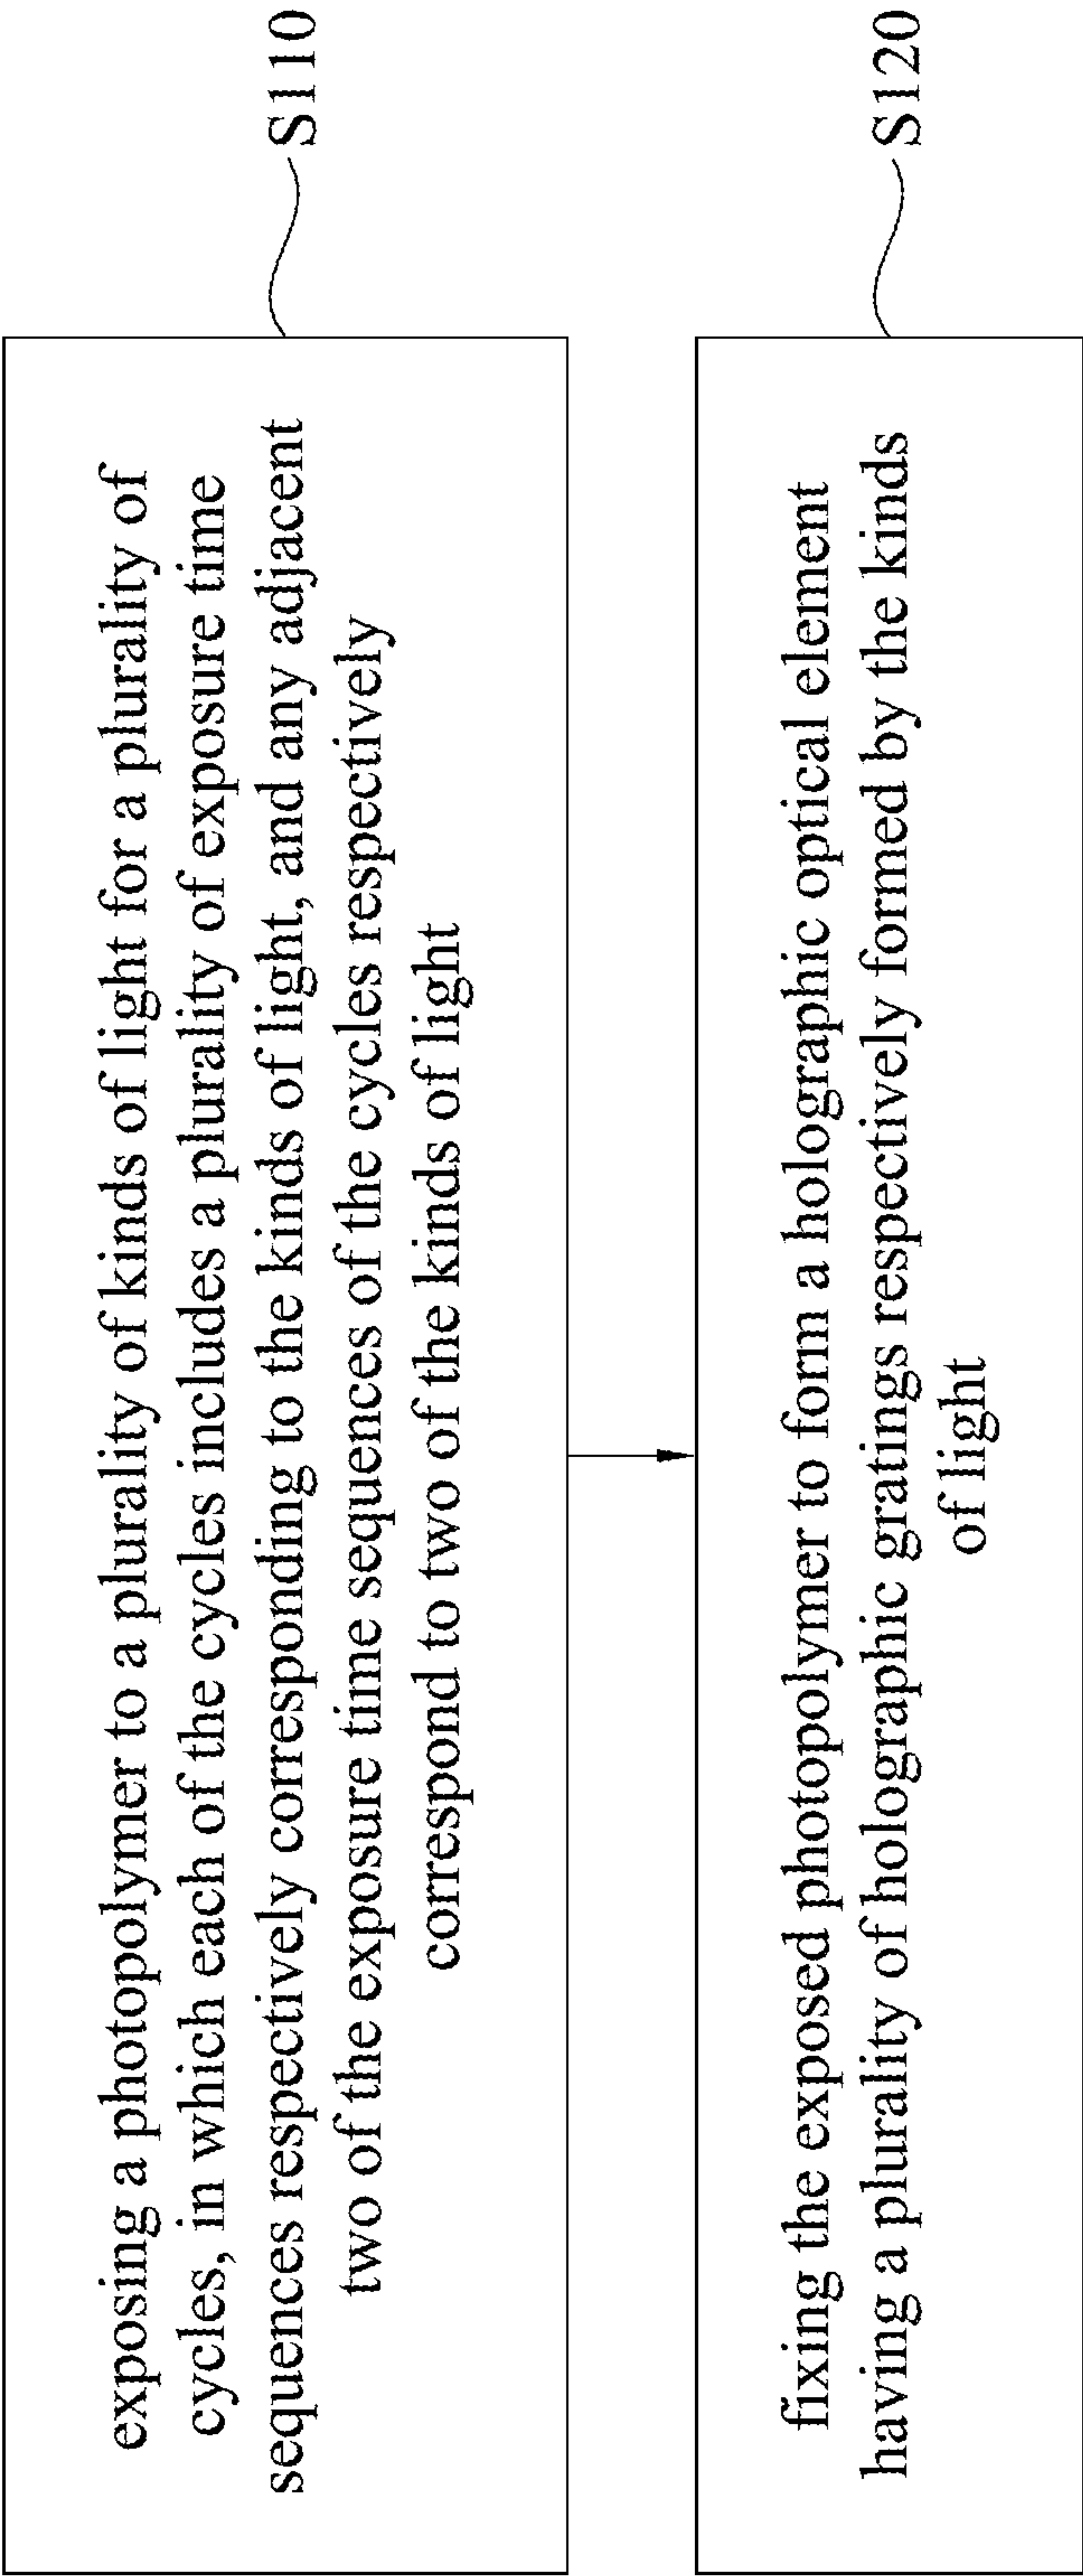 exposing a photopolymer to a plurality of kinds of light for a plurality of
cycles, in which each of the cycles includes a plurality of exposure time
sequences respectively corresponding to the kinds of light, and any adjacent
two of the exposure time sequences of the cycles respectively
correspond to two of the kinds of light
S110
fixing the exposed photopolymer to form a holographic optical element
having a plurality of holographic gratings respectively formed by the kinds
of light
S120